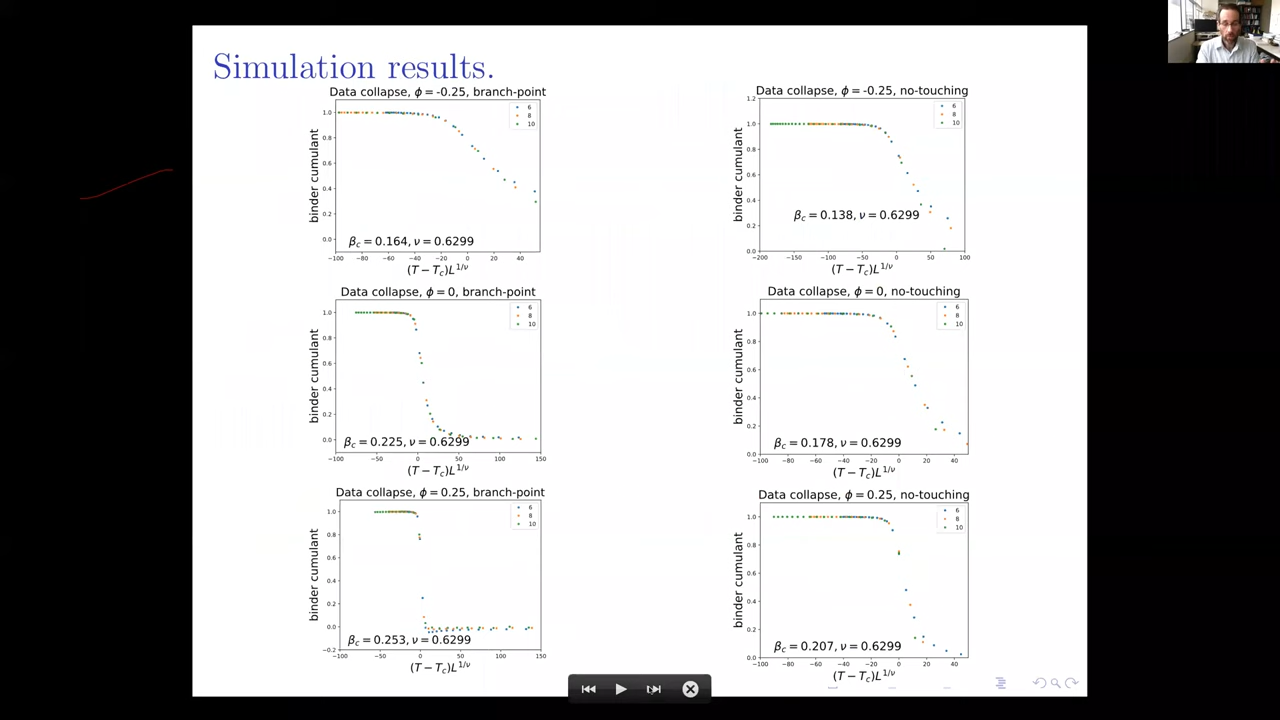 Simulation results.
Data collapse, ϕ = -0.25, branch-point
6
8
10
binder cumulant
1.0
0.8
0.6
0.4
0.2
0.0
β_c = 0.164, ν = 0.6299
−100 −80 −60 −40 −20 0 20 40
(T − T_c)L^{1/ν}
Data collapse, ϕ = -0.25, no-touching
6
8
10
binder cumulant
1.2
1.0
0.8
0.6
0.4
0.2
0.0
β_c = 0.138, ν = 0.6299
−200 −150 −100 −50 0 50 100
(T − T_c)L^{1/ν}
Data collapse, ϕ = 0, branch-point
6
8
10
binder cumulant
1.0
0.8
0.6
0.4
0.2
0.0
β_c = 0.225, ν = 0.6299
−100 −50 0 50 100 150
(T − T_c)L^{1/ν}
Data collapse, ϕ = 0, no-touching
6
8
10
binder cumulant
1.0
0.8
0.6
0.4
0.2
0.0
β_c = 0.178, ν = 0.6299
−100 −80 −60 −40 −20 0 20 40
(T − T_c)L^{1/ν}
Data collapse, ϕ = 0.25, branch-point
6
8
10
binder cumulant
1.0
0.8
0.6
0.4
0.2
0.0
−0.2
β_c = 0.253, ν = 0.6299
−100 −50 0 50 100 150
(T − T_c)L^{1/ν}
Data collapse, ϕ = 0.25, no-touching
6
8
10
binder cumulant
1.0
0.8
0.6
0.4
0.2
0.0
β_c = 0.207, ν = 0.6299
−100 −80 −60 −40 −20 0 20 40
(T − T_c)L^{1/ν}